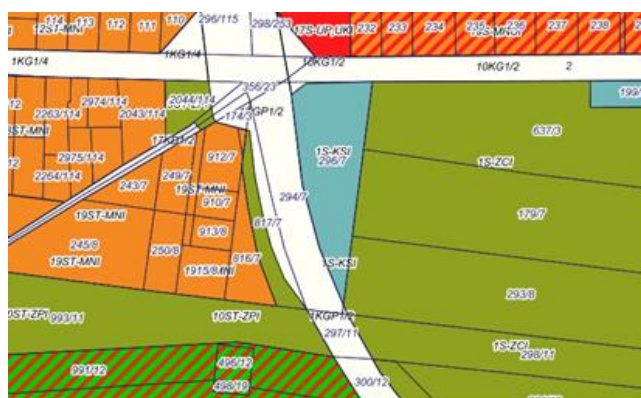 114
113
112
111
110
296/115
298/253
17S-UP,UKI
232
233
234
235
236
237
238
12ST-MNI
19S-MNUI
1KG1/4
1KG1/4
10KG1/2
10KG1/2
2
356/23
2044/114
174/3
2263/114
2974/114
2043/114
199/
637/3
912/7
1S-KSI
296/7
1S-ZCI
2975/114
2264/114
243/7
249/7
19ST-MNI
910/7
294/7
179/7
817/7
913/8
245/8
19ST-MNI
250/8
1915/8
816/7
1S-KSI
293/8
10ST-ZPI
993/11
10ST-ZPI
1KGP1/2
297/11
1S-ZCI
298/11
991/12
496/12
498/19
300/12